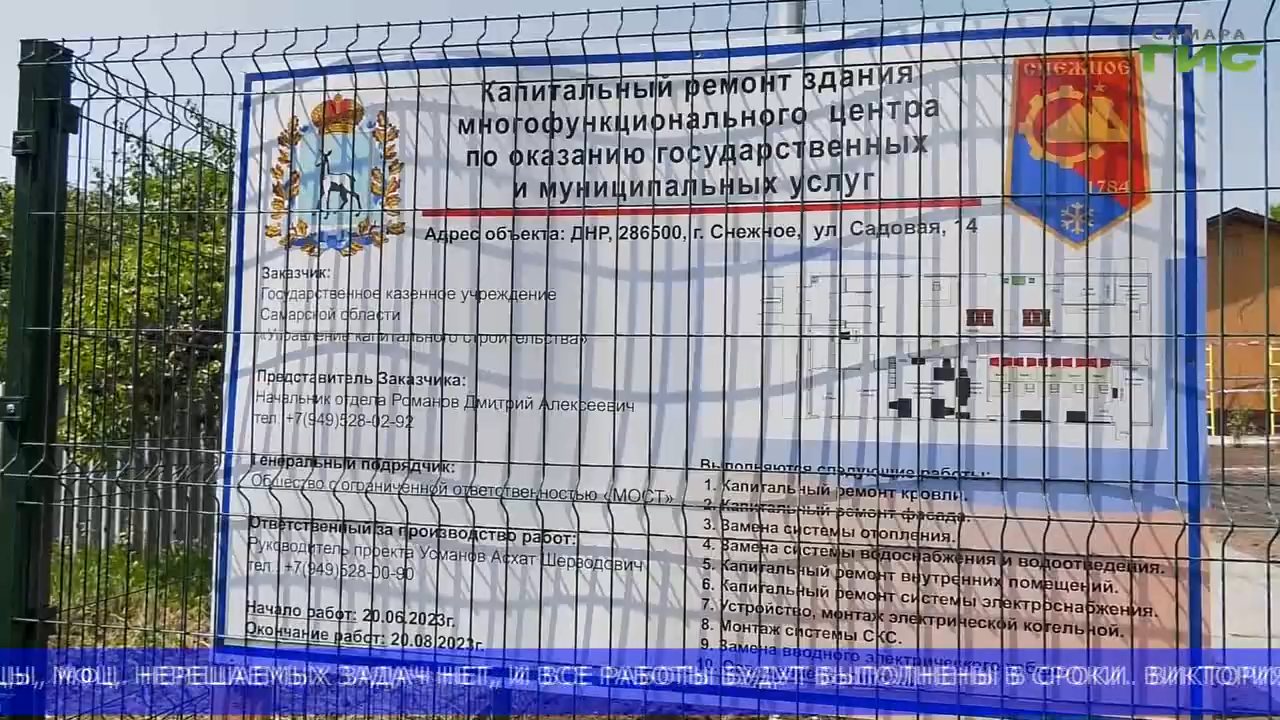 САМАРА
ГИС
Капитальный ремонт здания
многофункционального центра
по оказанию государственных
и муниципальных услуг
СНЕЖНОЕ
1784
Адрес объекта: ДНР, 286500, г. Снежное, ул. Садовая, 14
Заказчик:
Государственное казенное учреждение
Самарской области
«Управление капитального строительства»
Представитель Заказчика:
Начальник отдела Романов Дмитрий Алексеевич
тел. +7(949)528-02-92
Генеральный подрядчик:
Общество с ограниченной ответственностью «МОСТ»
Ответственный за производство работ:
Руководитель проекта Усманов Асхат Шерводович
тел. +7(949)528-00-90
Начало работ: 20.06.2023г.
Окончание работ: 20.08.2023г.
Выполняются следующие работы:
1. Капитальный ремонт кровли.
2. Капитальный ремонт фасада.
3. Замена системы отопления.
4. Замена системы водоснабжения и водоотведения.
5. Капитальный ремонт внутренних помещений.
6. Капитальный ремонт системы электроснабжения.
7. Устройство, монтаж электрической котельной.
8. Монтаж системы СКС.
9. Замена вводного электрического
10.
ЦЫ,, МФЦ. НЕРЕШАЕМЫХ ЗАДАЧ НЕТ,, И ВСЕ РАБОТЫ БУДУТ ВЫПОЛНЕНЫ В СРОКИ.. ВИКТОРИЯ